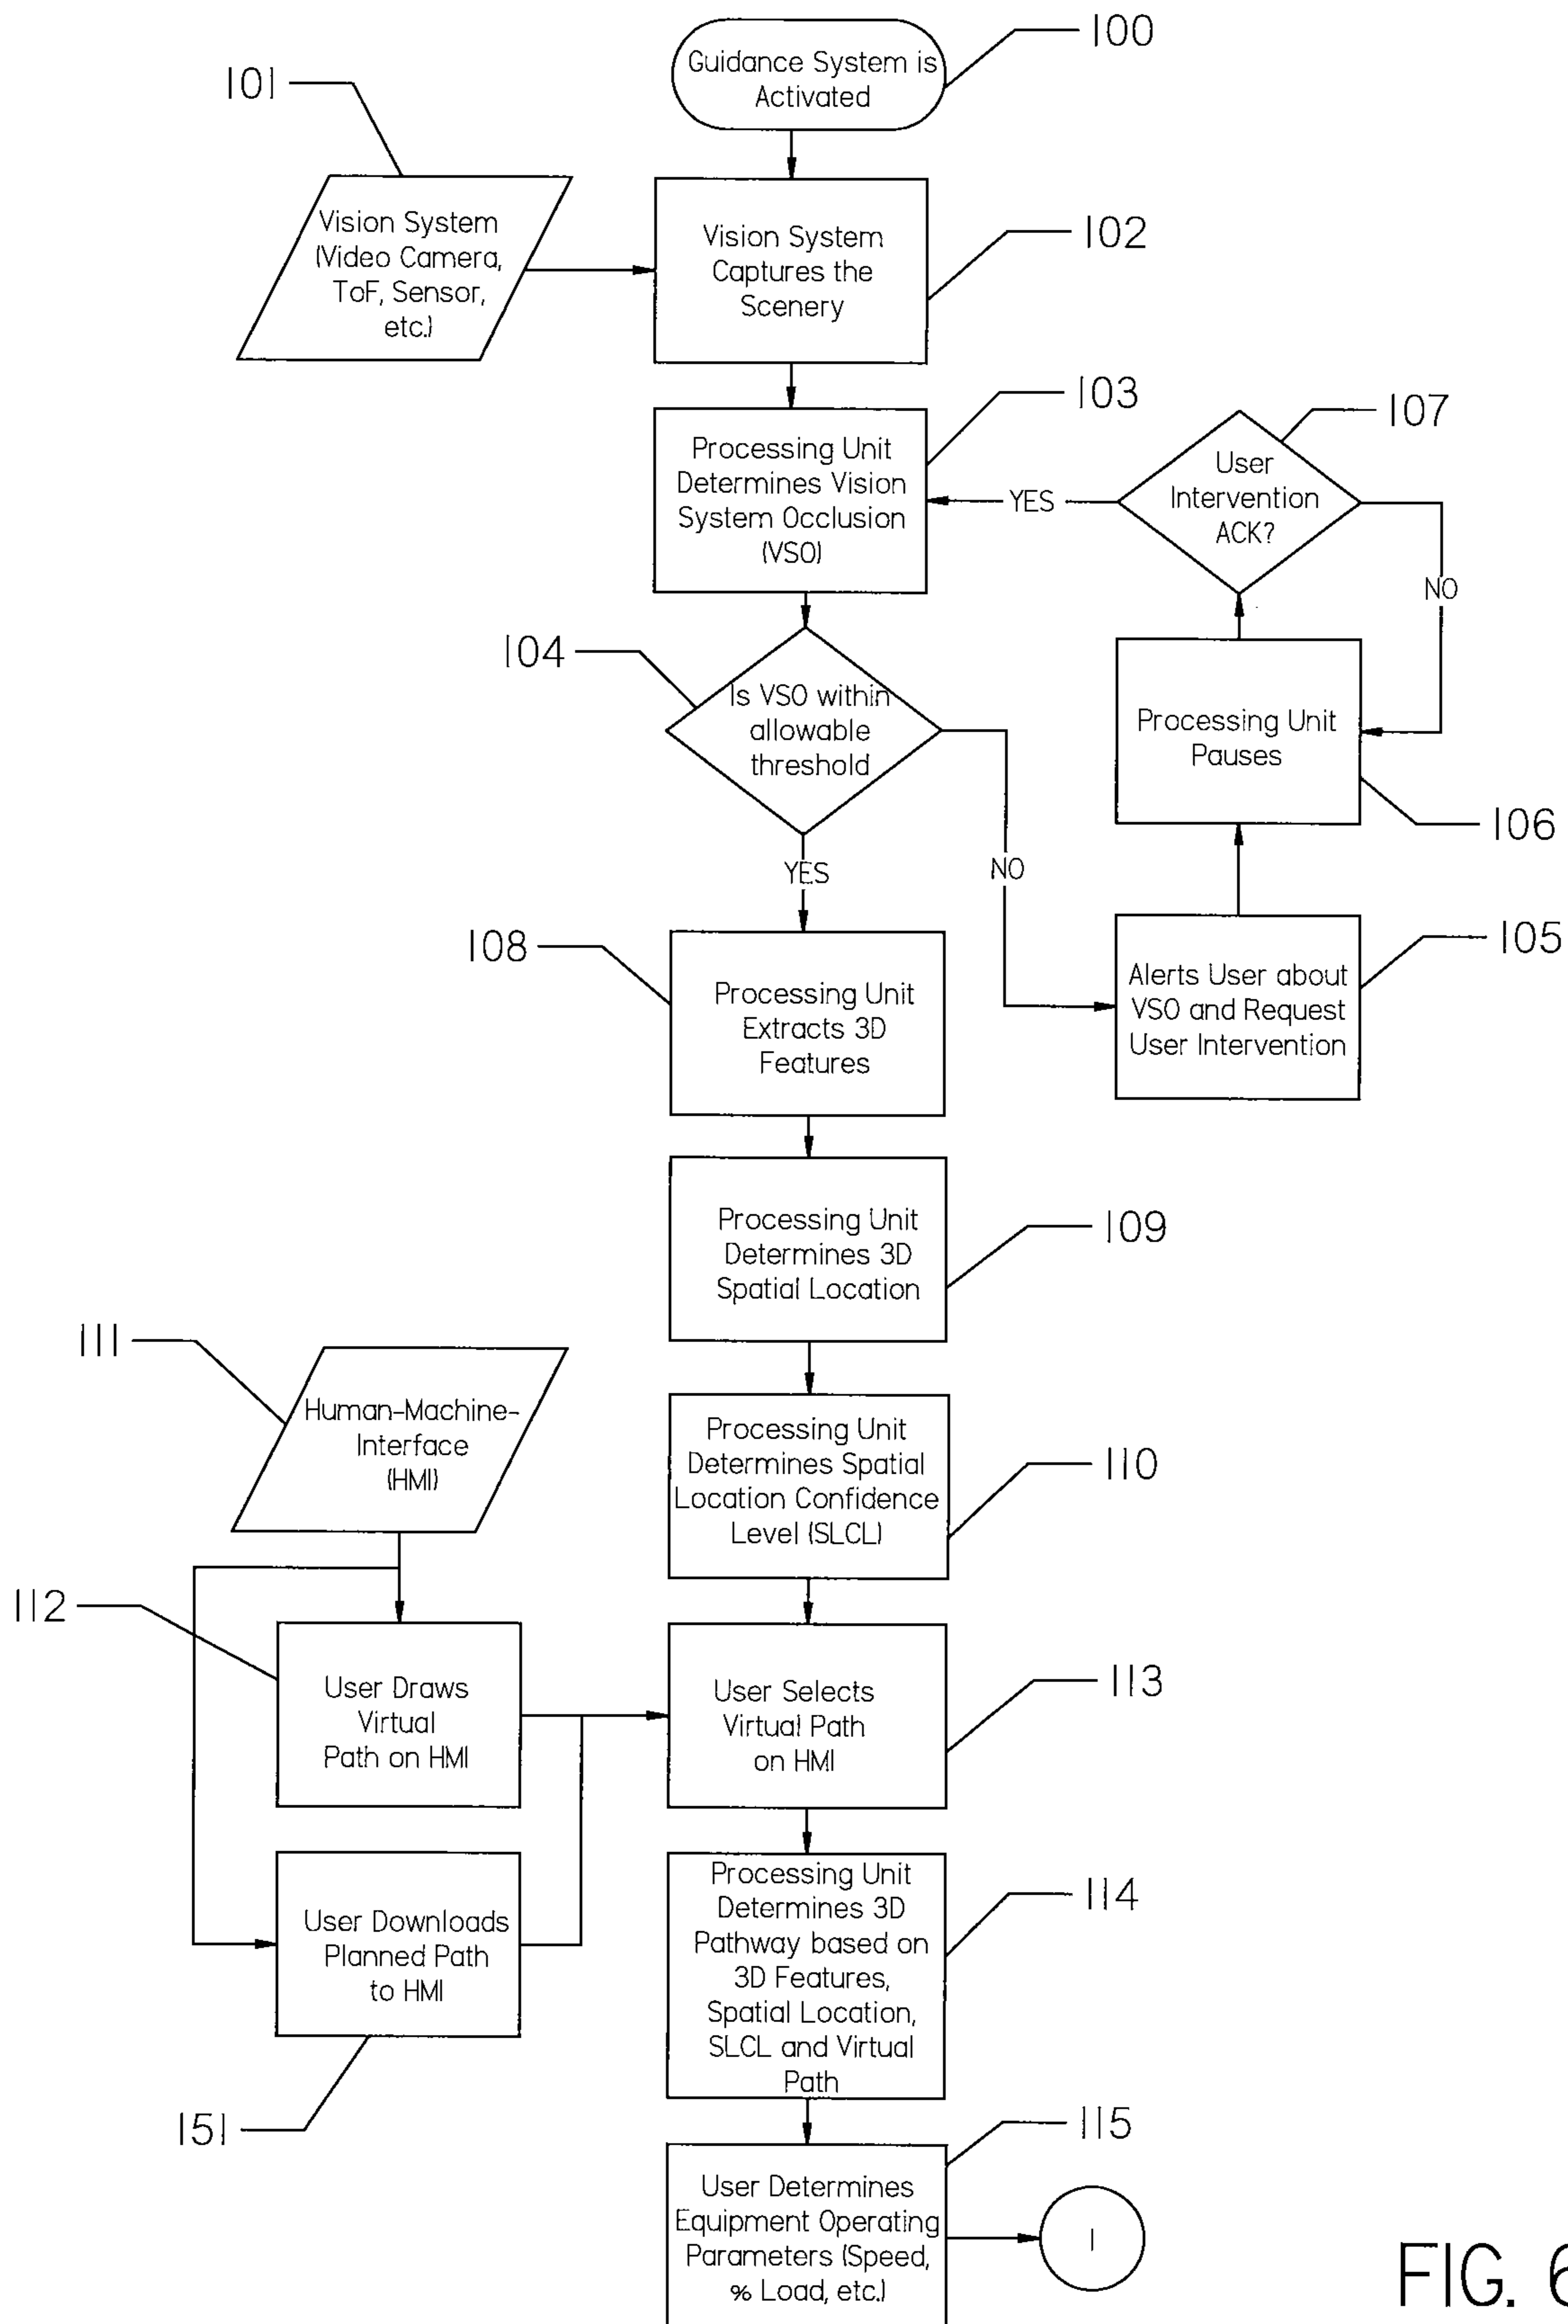 100
Guidance System is
Activated
101
Vision System
(Video Camera,
ToF, Sensor,
etc.)
Vision System
Captures the
Scenery
102
103
Processing Unit
Determines Vision
System Occlusion
(VSO)
YES
107
User
Intervention
ACK?
NO
104
Is VSO within
allowable
threshold
Processing Unit
Pauses
106
YES
NO
108
Processing Unit
Extracts 3D
Features
105
Alerts User about
VSO and Request
User Intervention
Processing Unit
Determines 3D
Spatial Location
109
111
Human-Machine-
Interface
(HMI)
Processing Unit
Determines Spatial
Location Confidence
Level (SLCL)
110
112
User Draws
Virtual
Path on HMI
User Selects
Virtual Path
on HMI
113
User Downloads
Planned Path
to HMI
151
Processing Unit
Determines 3D
Pathway based on
3D Features,
Spatial Location,
SLCL and Virtual
Path
114
115
User Determines
Equipment Operating
Parameters (Speed,
% Load, etc.)
1
FIG. 6